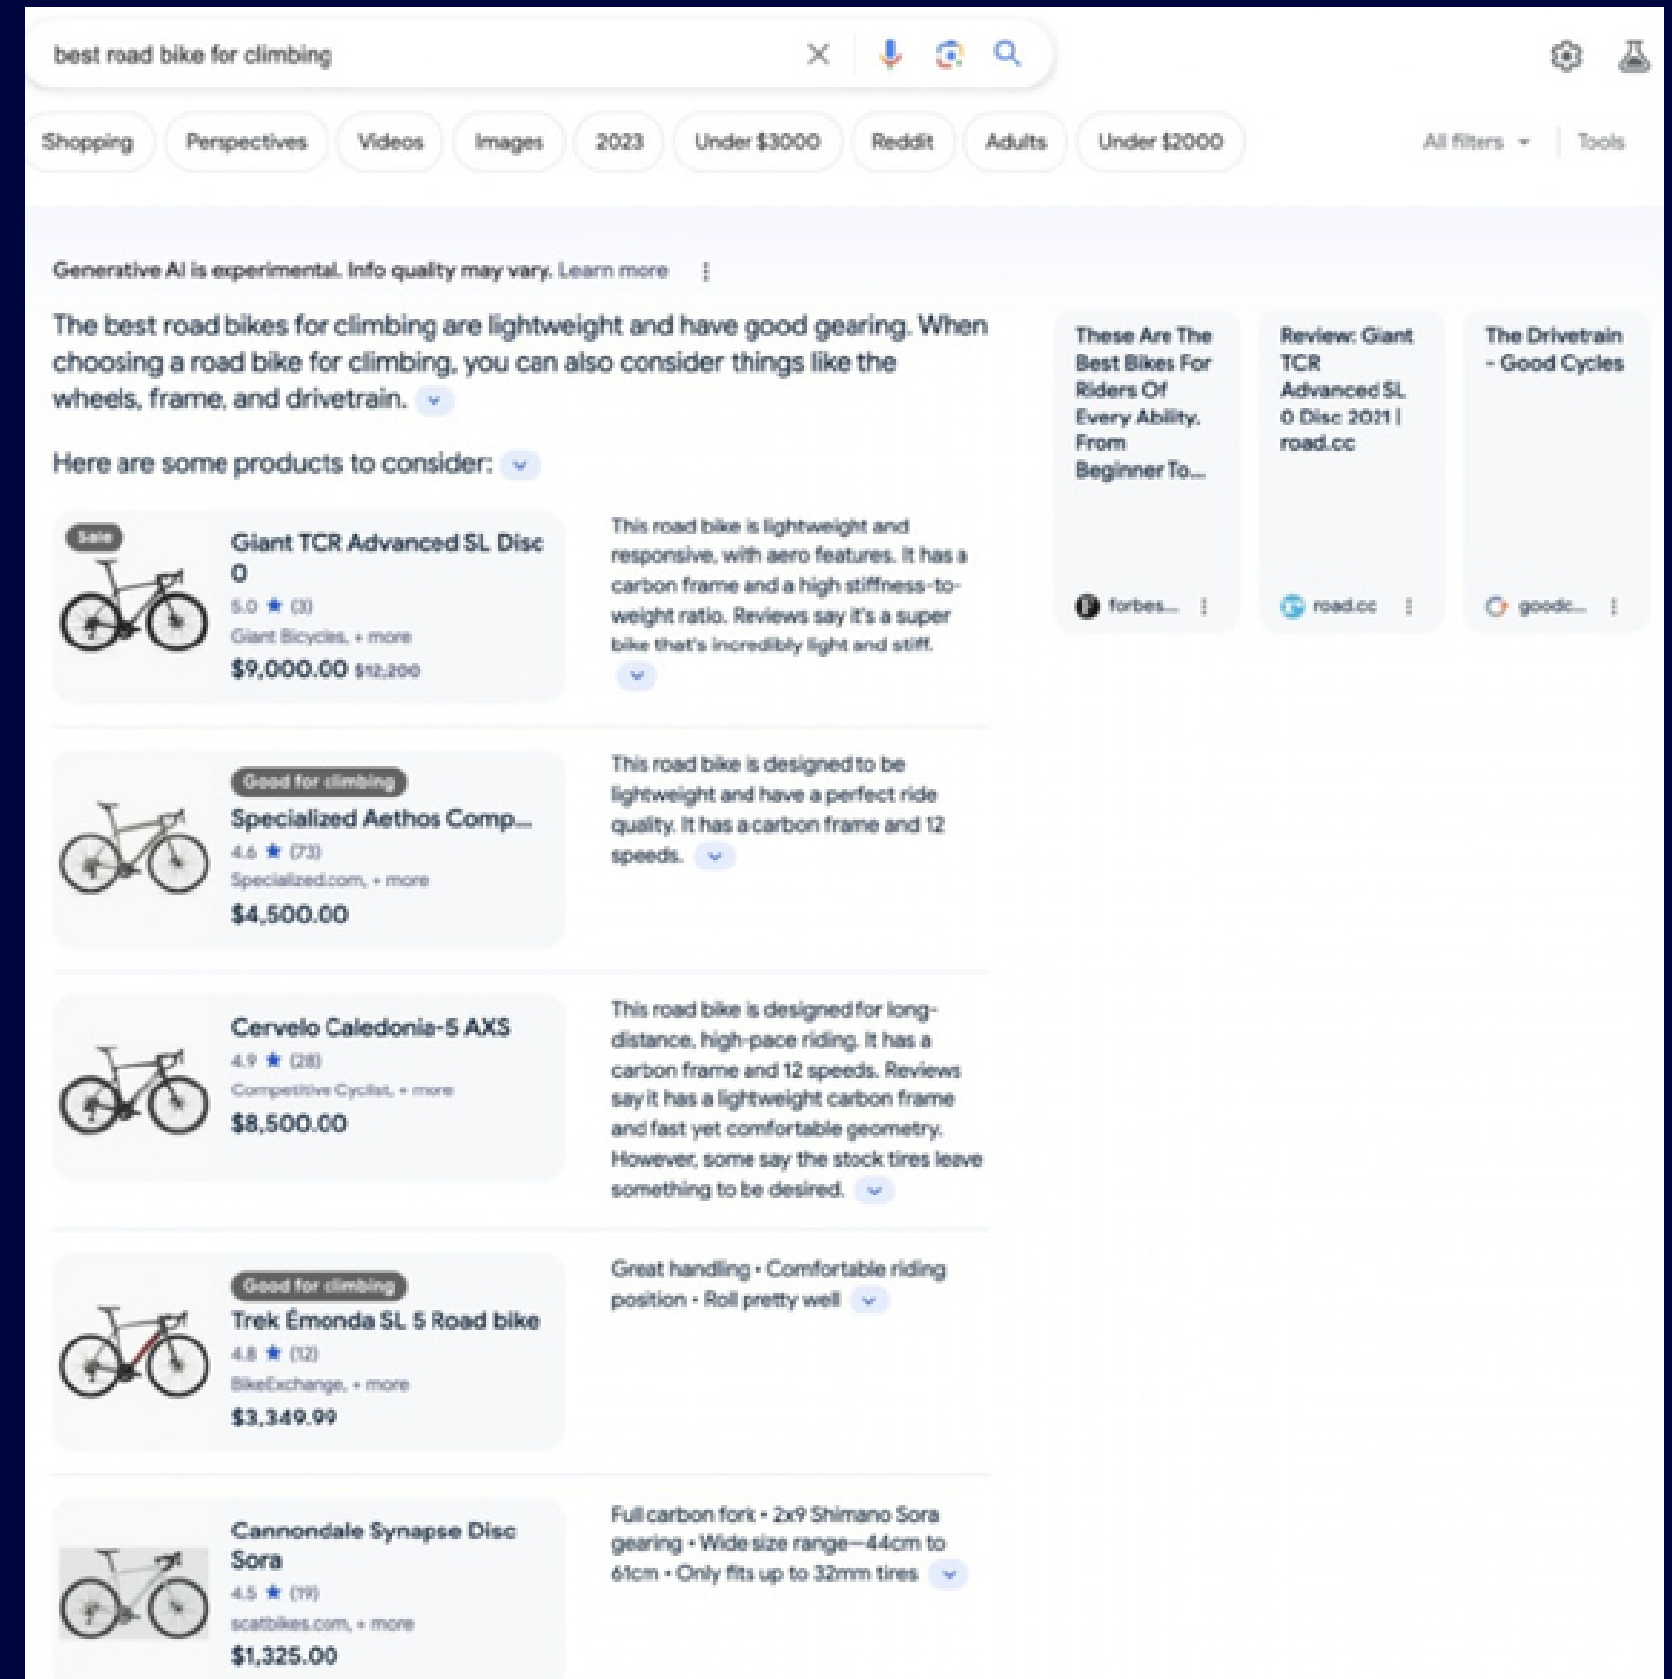 best road bike for climbing
Shopping
Perspectives
Videos
Images
2023
Under $3000
Reddit
Adults
Under $2000
All filters
Tools
Generative AI is experimental. Info quality may vary. Learn more
The best road bikes for climbing are lightweight and have good gearing. When
choosing a road bike for climbing, you can also consider things like the
wheels, frame, and drivetrain.
Here are some products to consider:
Sale
Giant TCR Advanced SL Disc
0
5.0 ★ (3)
Giant Bicycles, + more
$9,000.00 $12,200
This road bike is lightweight and
responsive, with aero features. It has a
carbon frame and a high stiffness-to-
weight ratio. Reviews say it's a super
bike that's incredibly light and stiff.
Good for climbing
Specialized Aethos Comp...
4.6 ★ (73)
Specialized.com, + more
$4,500.00
This road bike is designed to be
lightweight and have a perfect ride
quality. It has a carbon frame and 12
speeds.
Cervelo Caledonia-5 AXS
4.9 ★ (28)
Competitive Cyclist, + more
$8,500.00
This road bike is designed for long-
distance, high-pace riding. It has a
carbon frame and 12 speeds. Reviews
say it has a lightweight carbon frame
and fast yet comfortable geometry.
However, some say the stock tires leave
something to be desired.
Good for climbing
Trek Émonda SL 5 Road bike
4.8 ★ (12)
BikeExchange, + more
$3,349.99
Great handling • Comfortable riding
position • Roll pretty well
Cannondale Synapse Disc
Sora
4.5 ★ (19)
scatbikes.com, + more
$1,325.00
Full carbon fork • 2x9 Shimano Sora
gearing • Wide size range—44cm to
61cm • Only fits up to 32mm tires
These Are The
Best Bikes For
Riders Of
Every Ability,
From
Beginner To...
forbes...
Review: Giant
TCR
Advanced SL
0 Disc 2021 |
road.cc
road.cc
The Drivetrain
- Good Cycles
goodc...